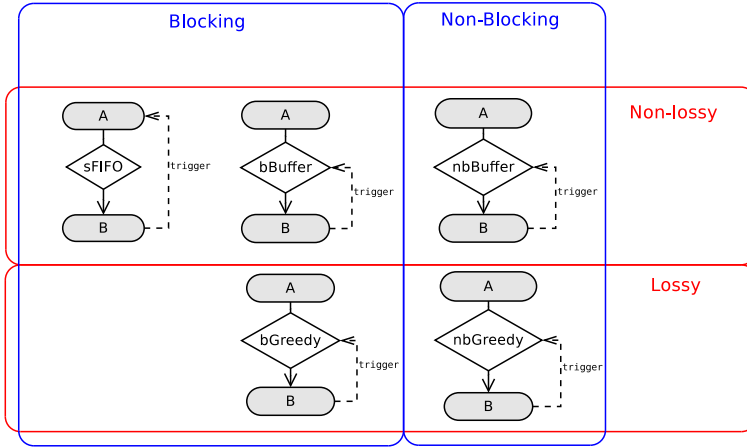 Blocking
Non-Blocking
A
A
A
Non-lossy
sFIFO
trigger
bBuffer
trigger
nbBuffer
trigger
B
B
B
A
A
Lossy
bGreedy
trigger
nbGreedy
trigger
B
B